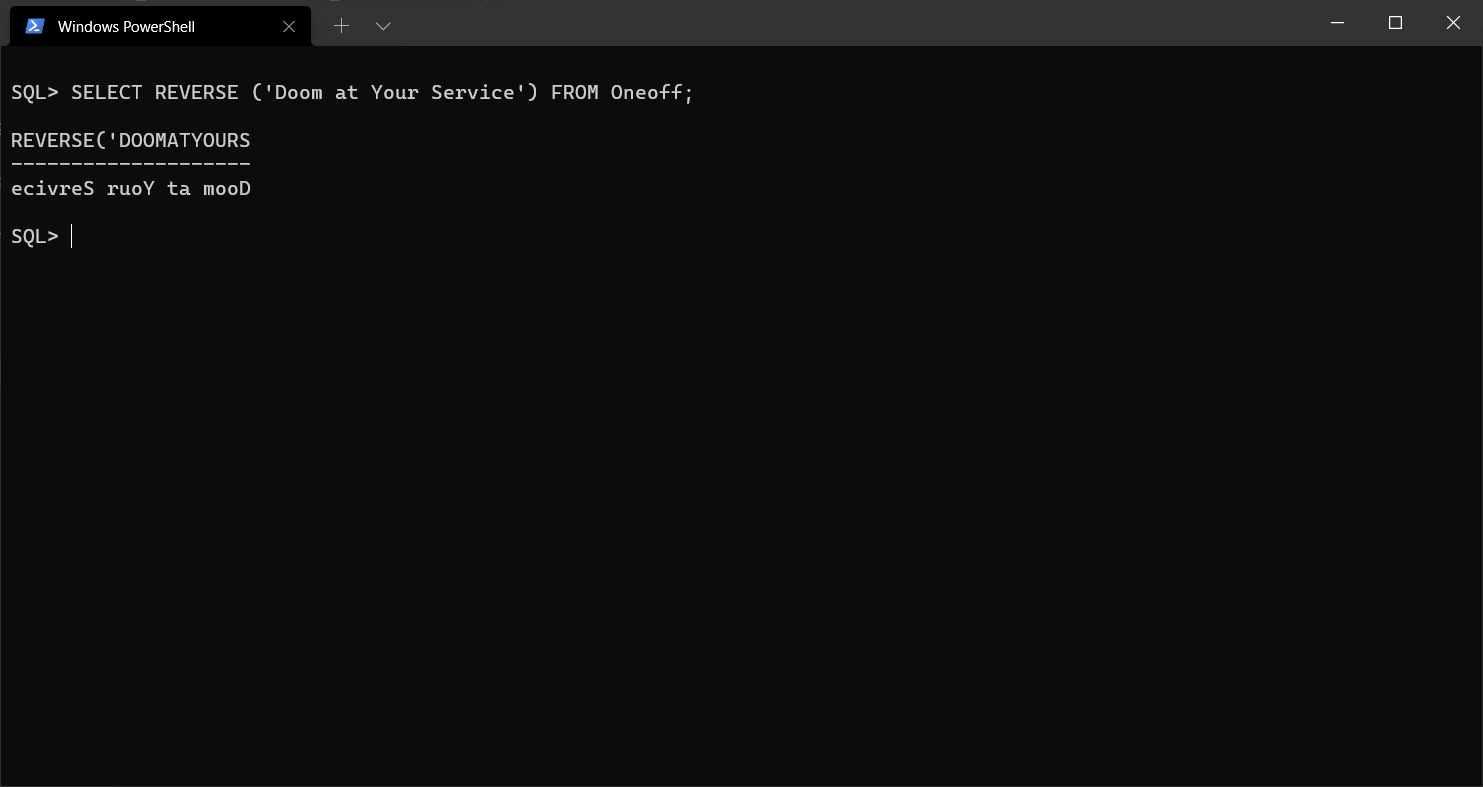 Windows PowerShell
SQL> SELECT REVERSE ('Doom at Your Service') FROM Oneoff;
REVERSE('DOOMATYOURS
--------------------
ecivreS ruoY ta mooD
SQL>